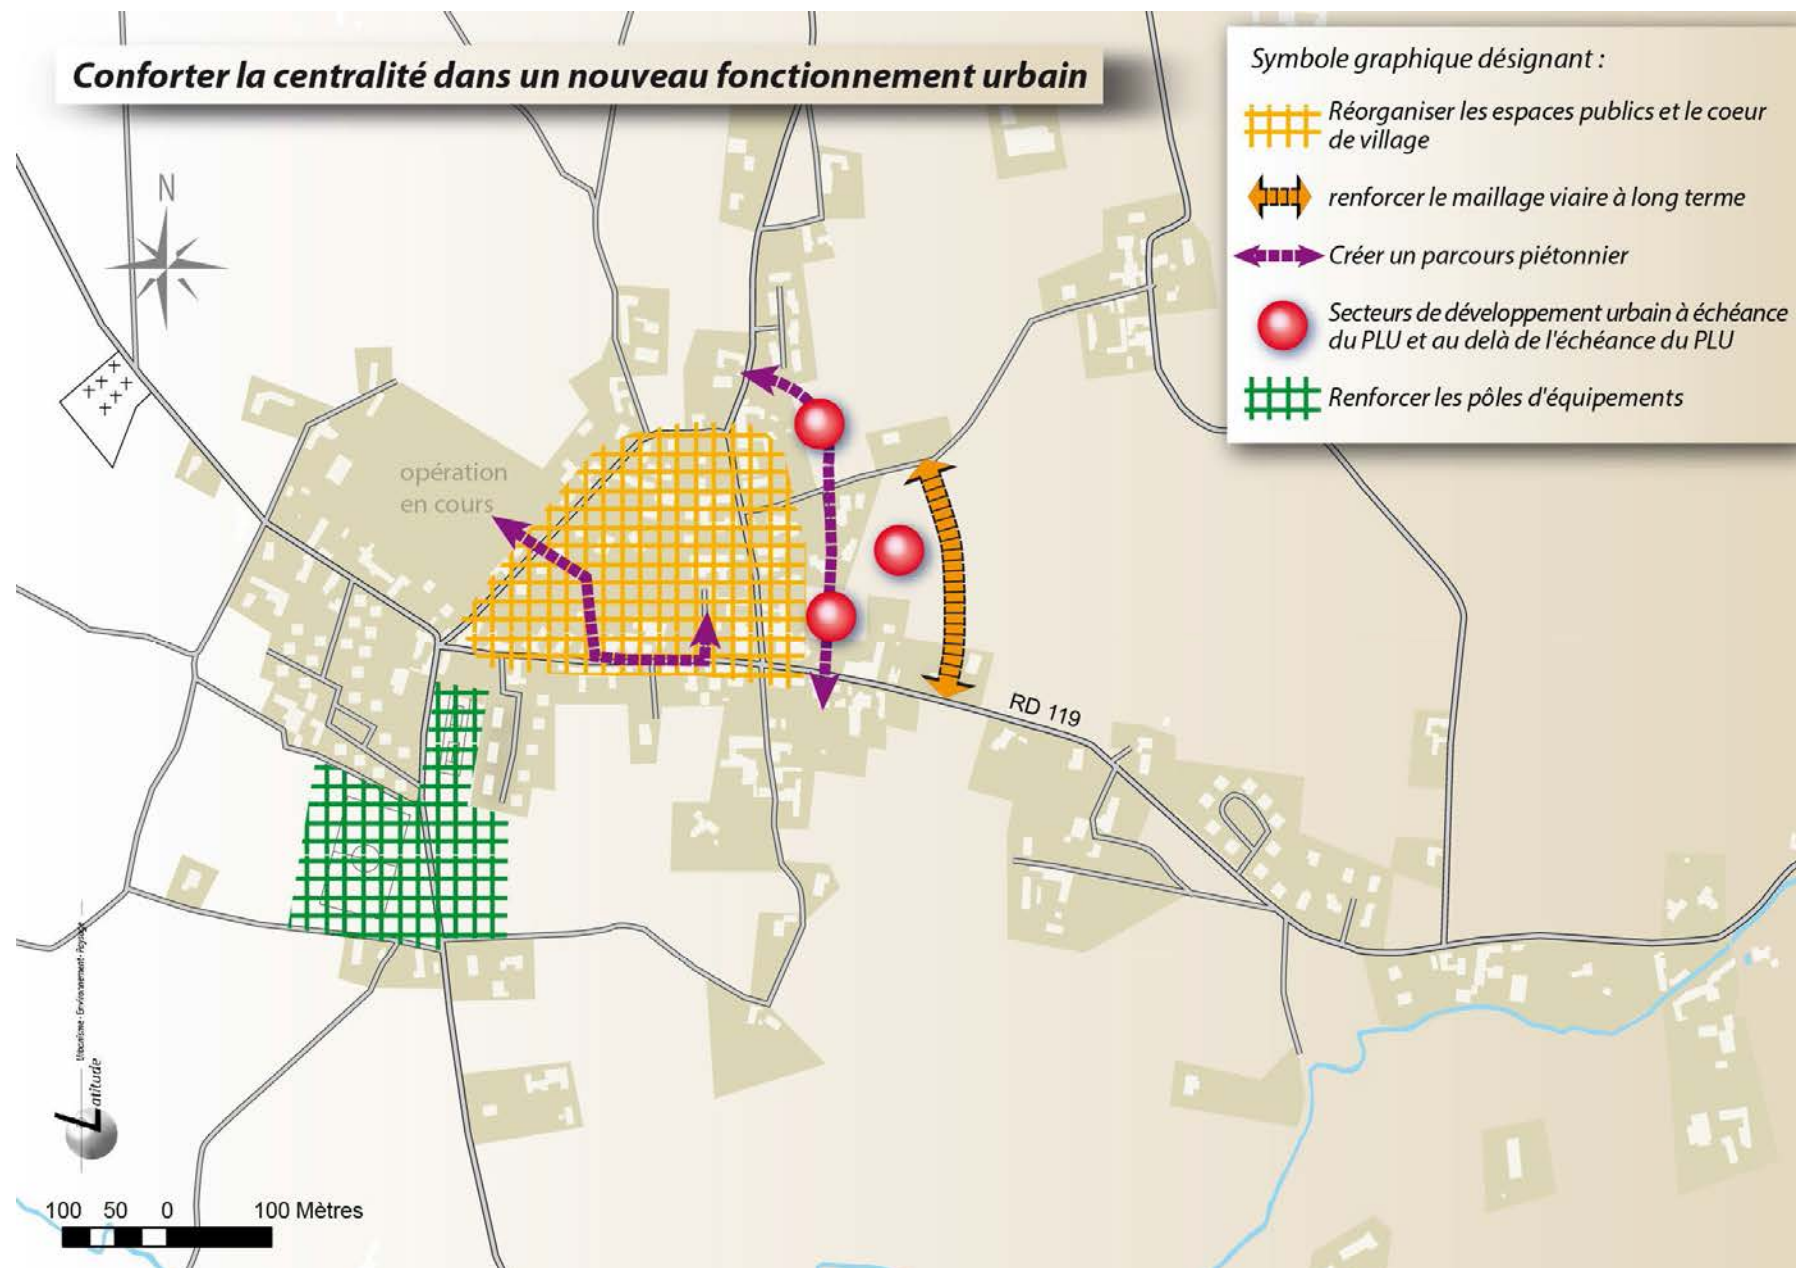 Conforter la centralité dans un nouveau fonctionnement urbain
Symbole graphique désignant :
Réorganiser les espaces publics et le coeur
de village
renforcer le maillage viaire à long terme
Créer un parcours piétonnier
Secteurs de développement urbain à échéance
du PLU et au delà de l'échéance du PLU
Renforcer les pôles d'équipements
N
opération
en cours
RD 119
Urbanisme - Environnement - Paysage
Latitude
100 50 0 100 Mètres